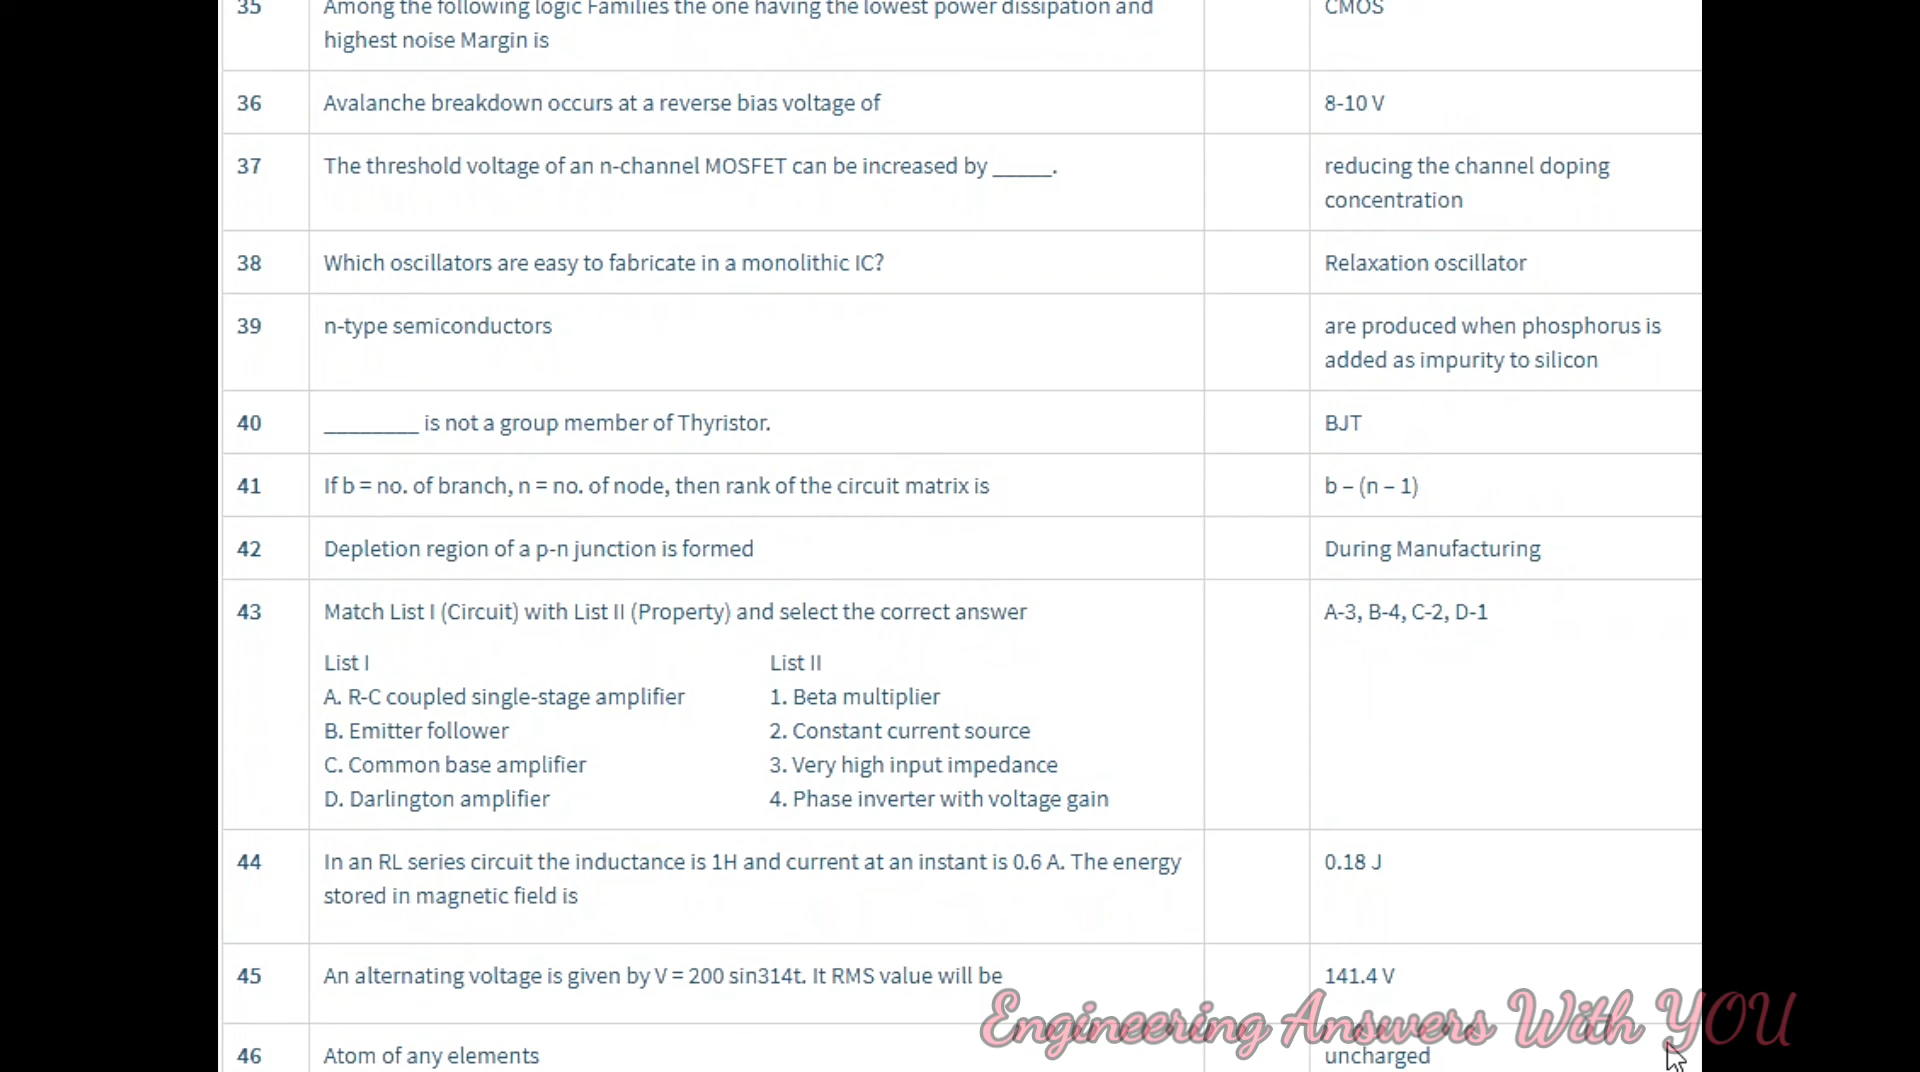 35 Among the following logic Families the one having the lowest power dissipation and CMOS
highest noise Margin is
36 Avalanche breakdown occurs at a reverse bias voltage of 8-10 V
37 The threshold voltage of an n-channel MOSFET can be increased by _____. reducing the channel doping
concentration
38 Which oscillators are easy to fabricate in a monolithic IC? Relaxation oscillator
39 n-type semiconductors are produced when phosphorus is
added as impurity to silicon
40 ________ is not a group member of Thyristor. BJT
41 If b = no. of branch, n = no. of node, then rank of the circuit matrix is b – (n – 1)
42 Depletion region of a p-n junction is formed During Manufacturing
43 Match List I (Circuit) with List II (Property) and select the correct answer A-3, B-4, C-2, D-1
List I List II
A. R-C coupled single-stage amplifier 1. Beta multiplier
B. Emitter follower 2. Constant current source
C. Common base amplifier 3. Very high input impedance
D. Darlington amplifier 4. Phase inverter with voltage gain
44 In an RL series circuit the inductance is 1H and current at an instant is 0.6 A. The energy 0.18 J
stored in magnetic field is
45 An alternating voltage is given by V = 200 sin314t. It RMS value will be 141.4 V
Engineering Answers With YOU
46 Atom of any elements uncharged